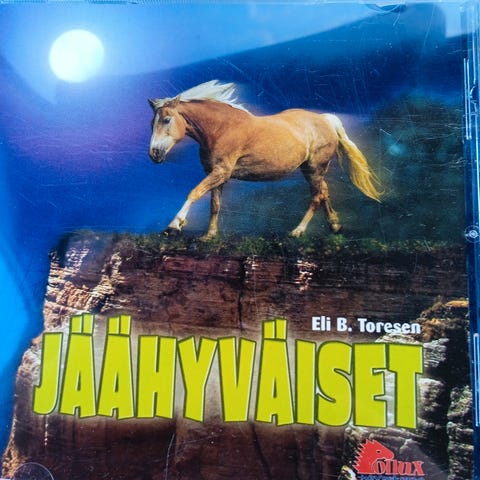 Eli B. Toresen
JÄÄHYVÄISET
Pollux